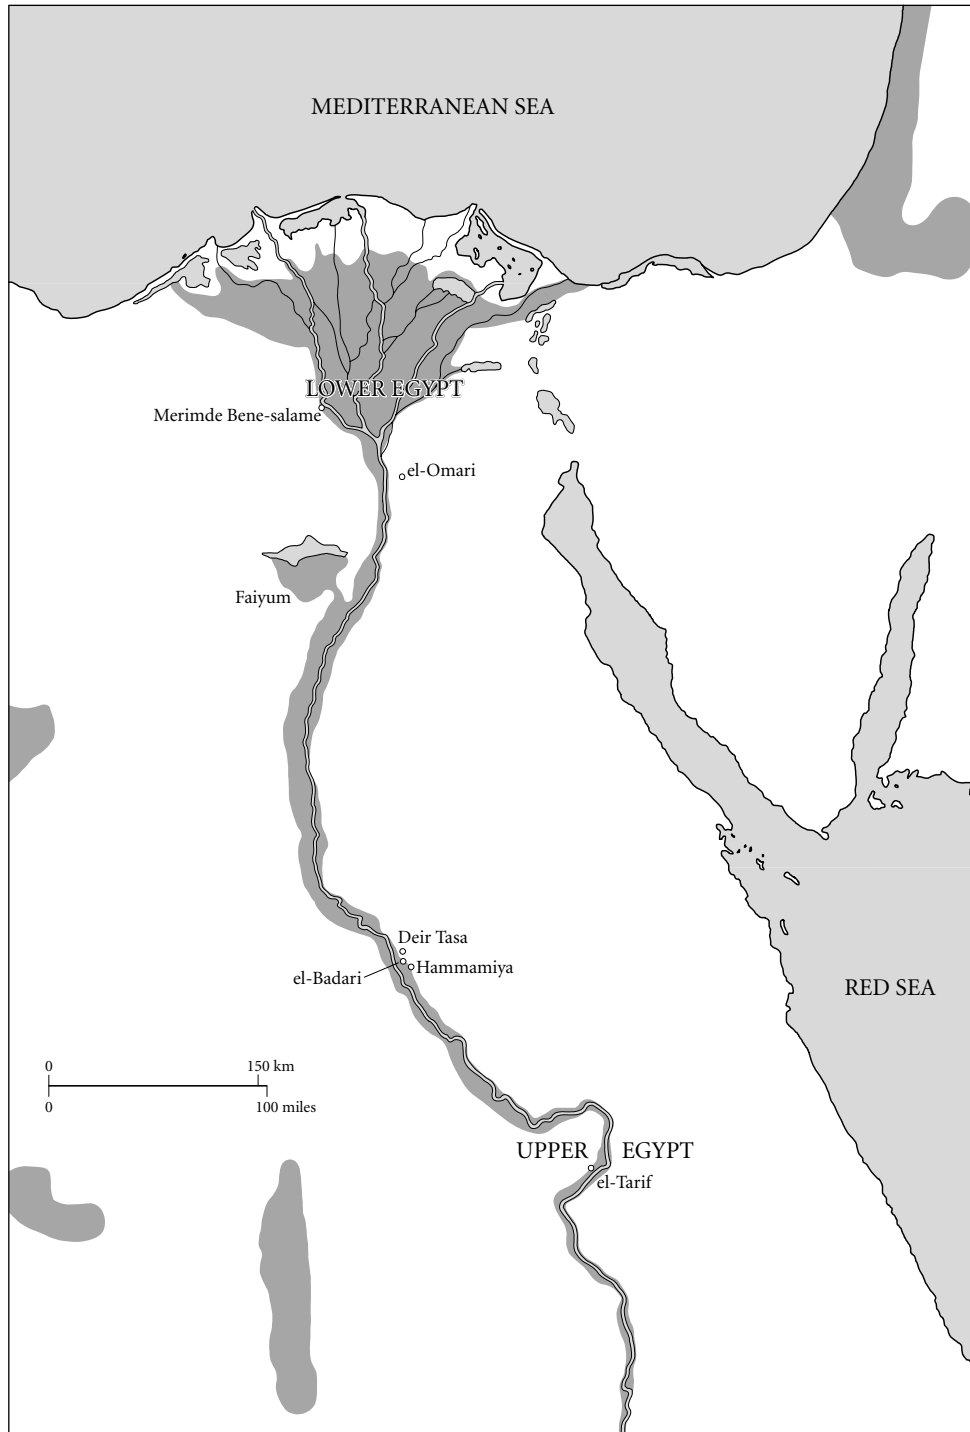 MEDITERRANEAN SEA
LOWER EGYPT
Merimde Bene-salame
el-Omari
Faiyum
Deir Tasa
Hammamiya
el-Badari
RED SEA
0
150 km
0
100 miles
UPPER EGYPT
el-Tarif